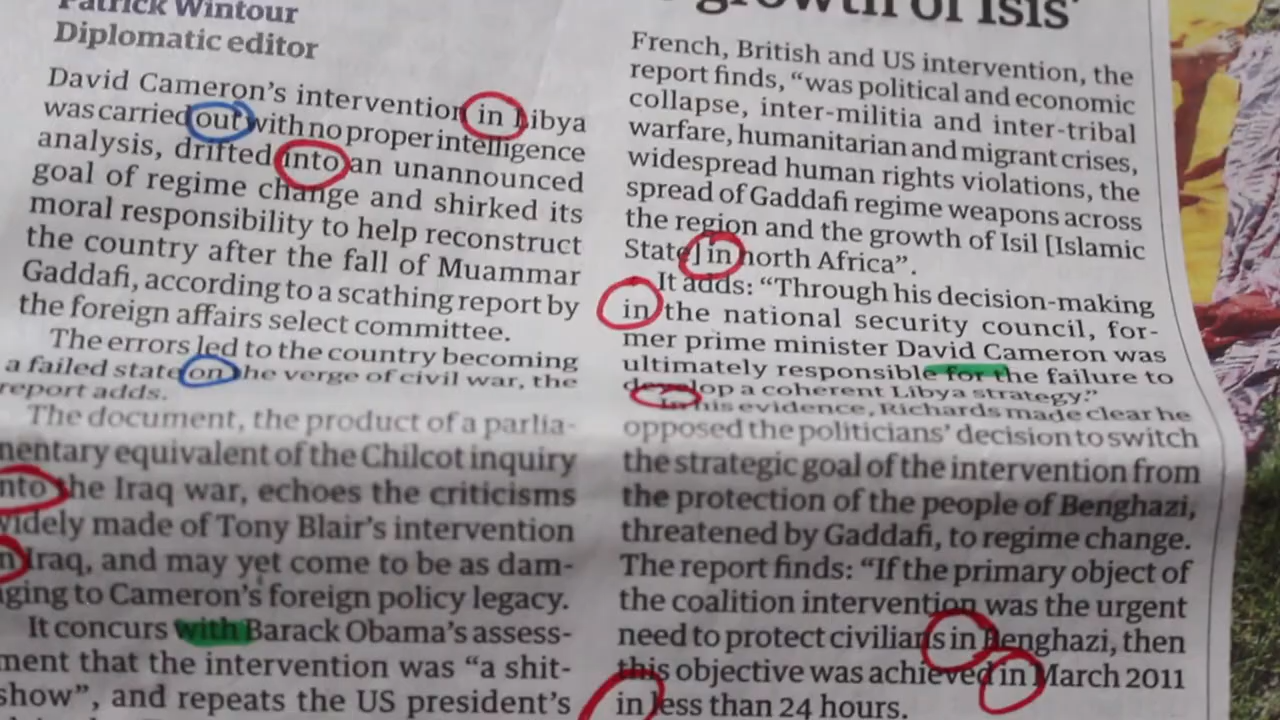 Patrick Wintour
Diplomatic editor
David Cameron's intervention in Libya
was carried out with no proper intelligence
analysis, drifted into an unannounced
goal of regime change and shirked its
moral responsibility to help reconstruct
the country after the fall of Muammar
Gaddafi, according to a scathing report by
the foreign affairs select committee.
The errors led to the country becoming
a failed state on the verge of civil war, the
report adds.
The document, the product of a parlia-
mentary equivalent of the Chilcot inquiry
into the Iraq war, echoes the criticisms
widely made of Tony Blair's intervention
in Iraq, and may yet come to be as dam-
aging to Cameron's foreign policy legacy.
It concurs with Barack Obama's assess-
ment that the intervention was "a shit-
show", and repeats the US president's
growth of Isis'
French, British and US intervention, the
report finds, "was political and economic
collapse, inter-militia and inter-tribal
warfare, humanitarian and migrant crises,
widespread human rights violations, the
spread of Gaddafi regime weapons across
the region and the growth of Isil [Islamic
State] in north Africa".
It adds: "Through his decision-making
in the national security council, for-
mer prime minister David Cameron was
ultimately responsible for the failure to
develop a coherent Libya strategy."
In his evidence, Richards made clear he
opposed the politicians' decision to switch
the strategic goal of the intervention from
the protection of the people of Benghazi,
threatened by Gaddafi, to regime change.
The report finds: "If the primary object of
the coalition intervention was the urgent
need to protect civilians in Benghazi, then
this objective was achieved in March 2011
in less than 24 hours.